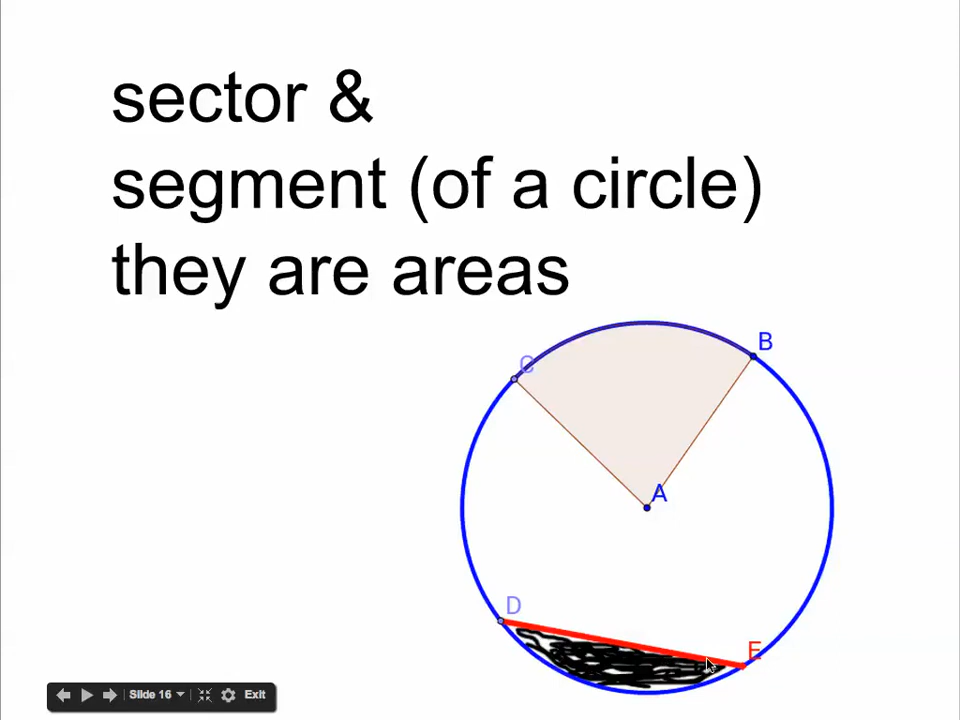 sector &
segment (of a circle)
they are areas
B
C
A
D
E
Slide 16
Exit